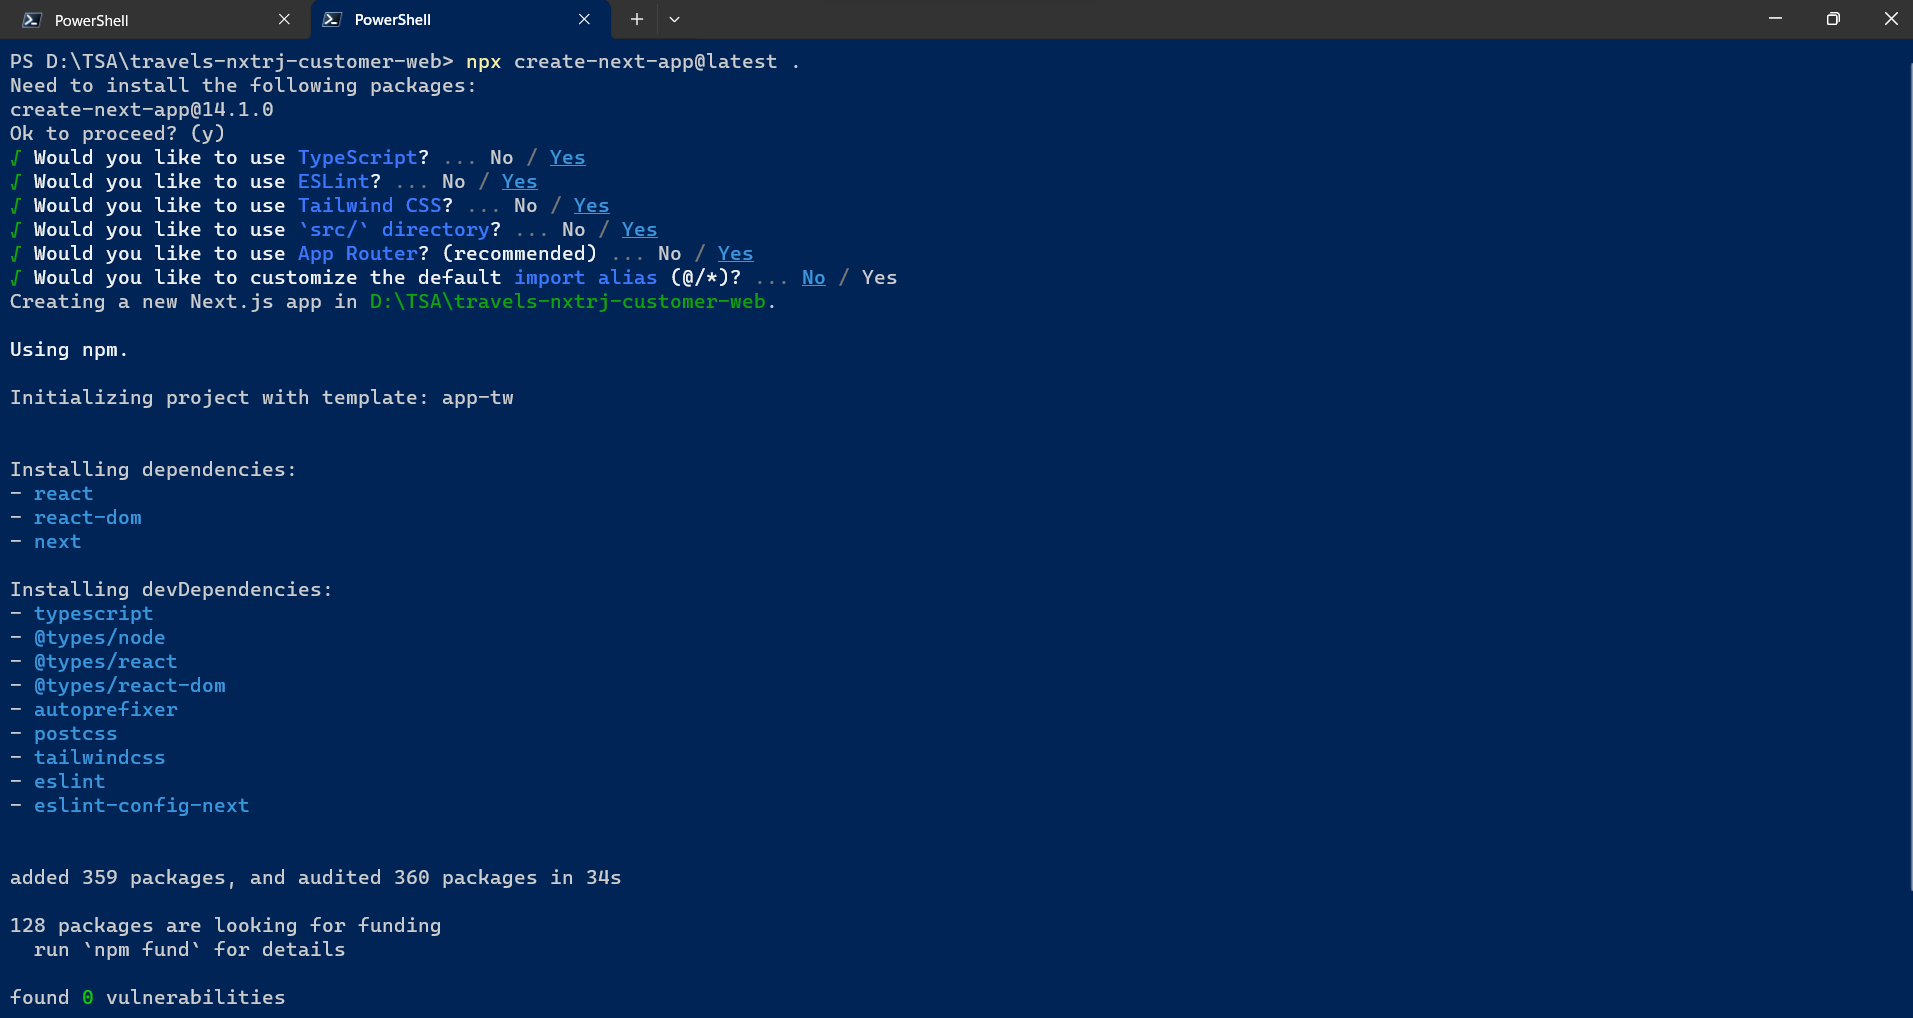 PowerShell
PowerShell
PS D:\TSA\travels-nxtrj-customer-web> npx create-next-app@latest .
Need to install the following packages:
create-next-app@14.1.0
Ok to proceed? (y)
√ Would you like to use TypeScript? ... No / Yes
√ Would you like to use ESLint? ... No / Yes
√ Would you like to use Tailwind CSS? ... No / Yes
√ Would you like to use `src/` directory? ... No / Yes
√ Would you like to use App Router? (recommended) ... No / Yes
√ Would you like to customize the default import alias (@/*)? ... No / Yes
Creating a new Next.js app in D:\TSA\travels-nxtrj-customer-web.
Using npm.
Initializing project with template: app-tw
Installing dependencies:
- react
- react-dom
- next
Installing devDependencies:
- typescript
- @types/node
- @types/react
- @types/react-dom
- autoprefixer
- postcss
- tailwindcss
- eslint
- eslint-config-next
added 359 packages, and audited 360 packages in 34s
128 packages are looking for funding
  run `npm fund` for details
found 0 vulnerabilities